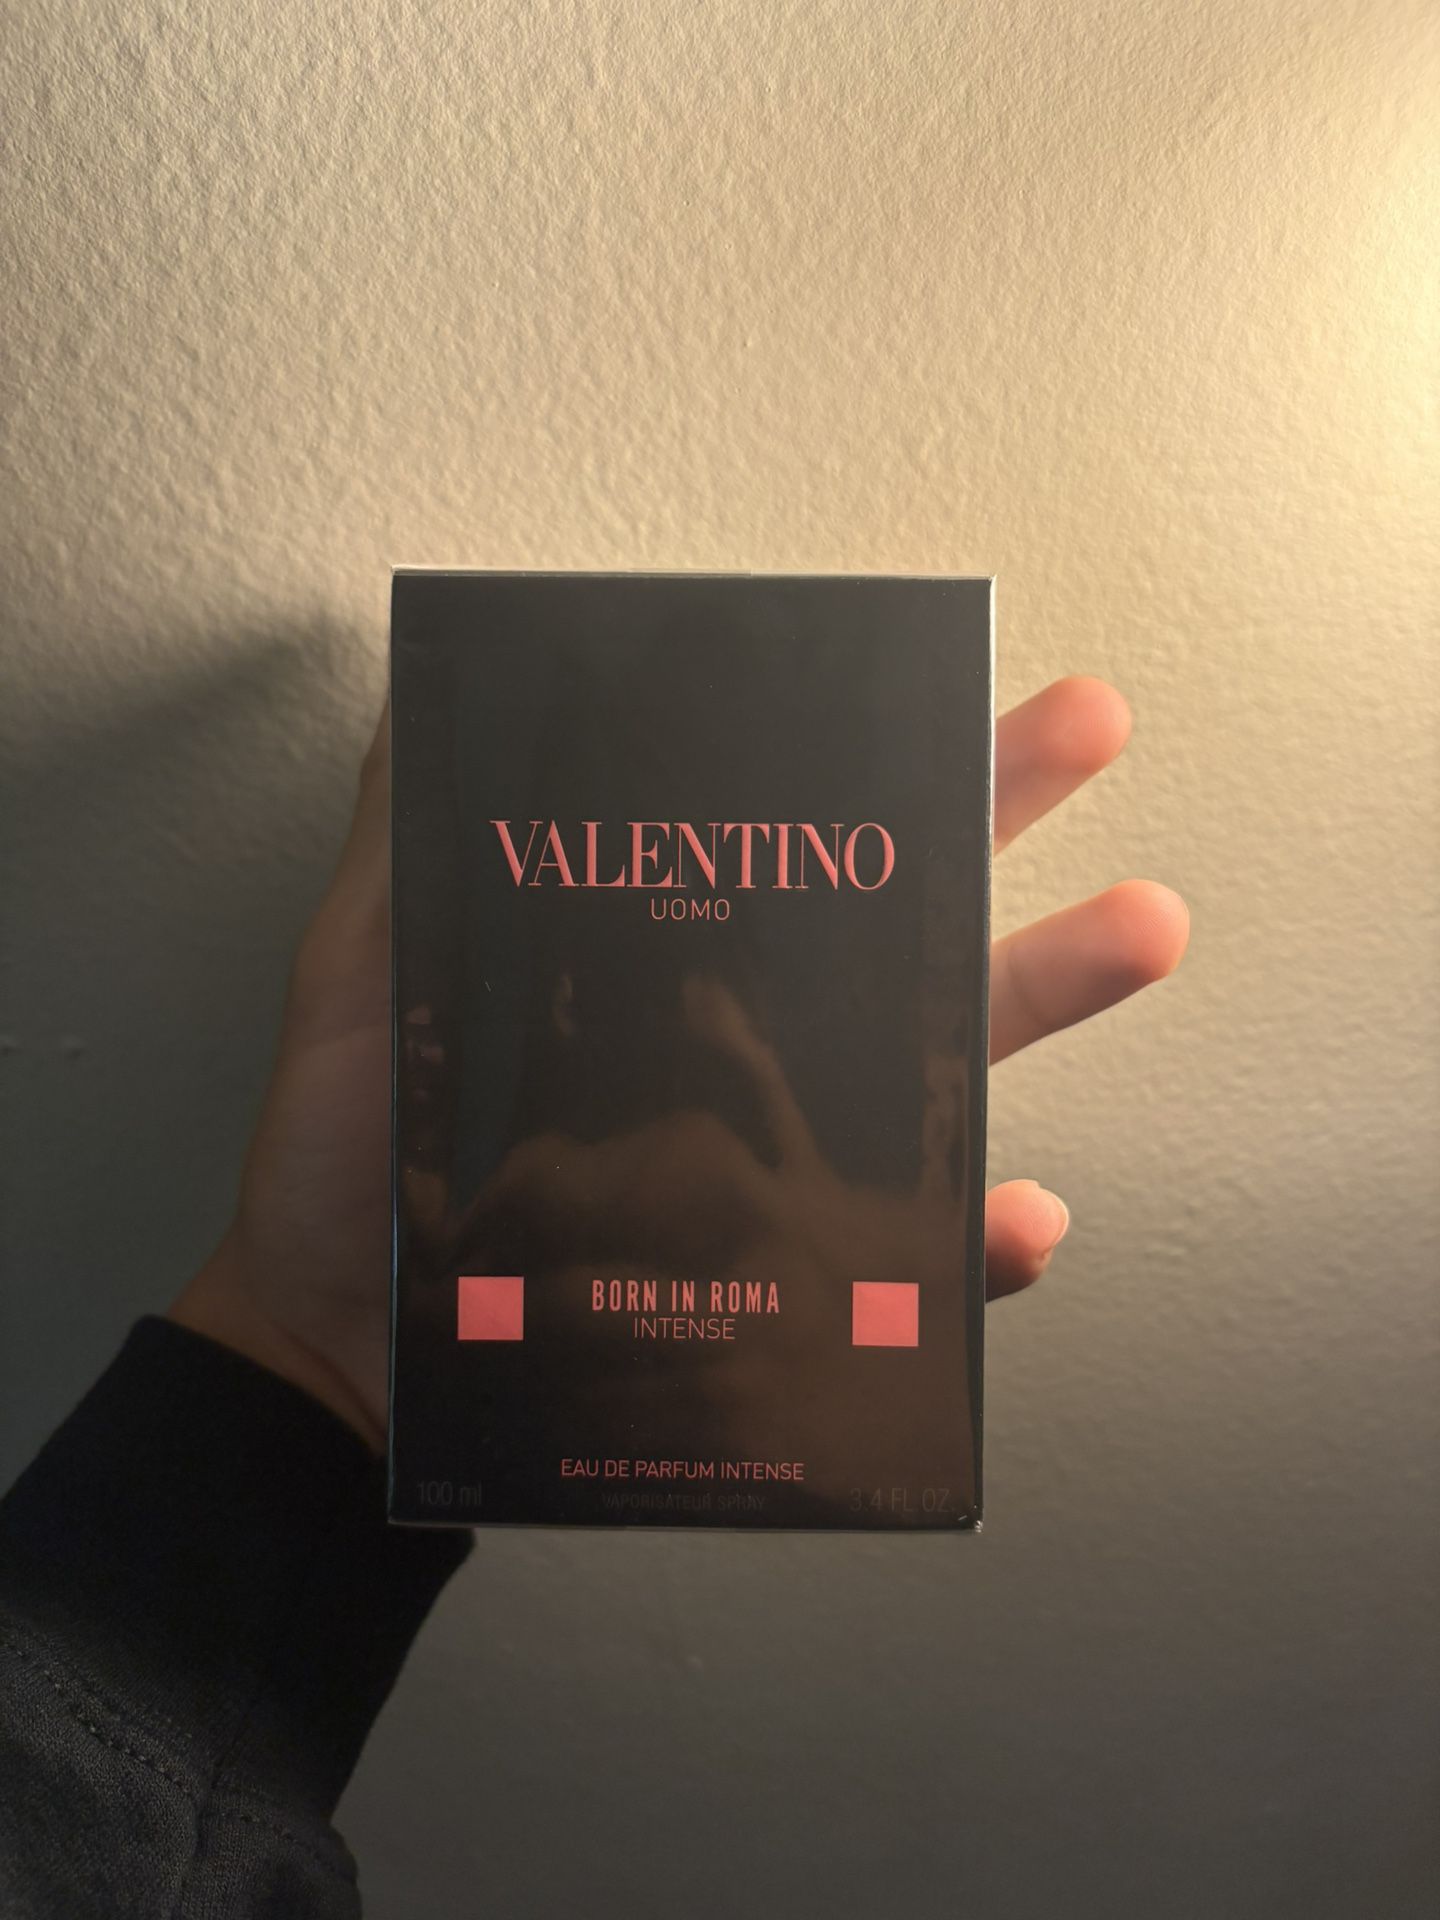 VALENTINO
UOMO
BORN IN ROMA
INTENSE
EAU DE PARFUM INTENSE
100 ml VAPORISATEUR SPRAY 3.4 FL.OZ.